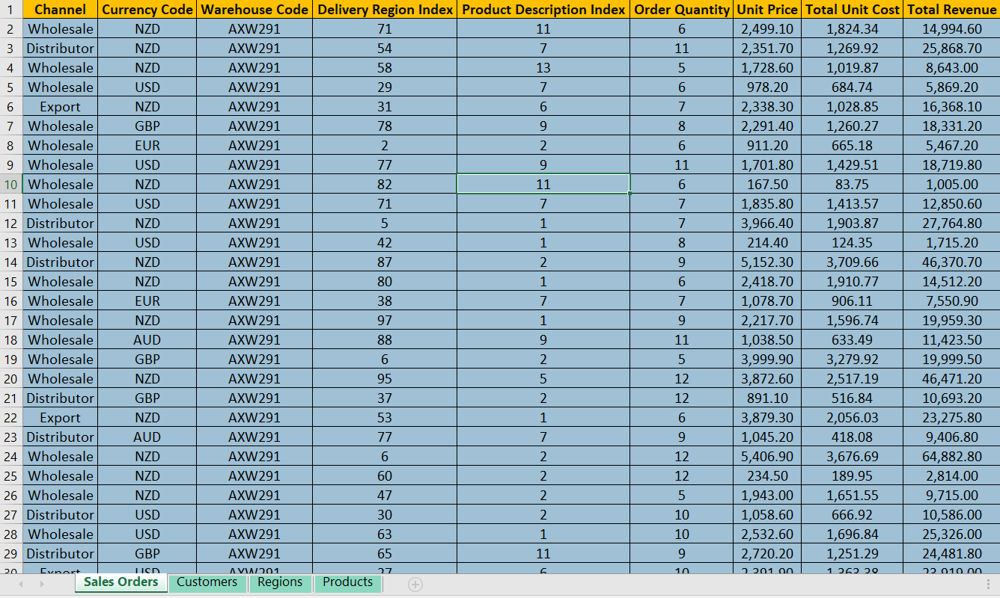 1 Channel Currency Code Warehouse Code Delivery Region Index Product Description Index Order Quantity Unit Price Total Unit Cost Total Revenue
2 Wholesale NZD AXW291 71 11 6 2,499.10 1,824.34 14,994.60
3 Distributor NZD AXW291 54 7 11 2,351.70 1,269.92 25,868.70
4 Wholesale NZD AXW291 58 13 5 1,728.60 1,019.87 8,643.00
5 Wholesale USD AXW291 29 7 6 978.20 684.74 5,869.20
6 Export NZD AXW291 31 6 7 2,338.30 1,028.85 16,368.10
7 Wholesale GBP AXW291 78 9 8 2,291.40 1,260.27 18,331.20
8 Wholesale EUR AXW291 2 2 6 911.20 665.18 5,467.20
9 Wholesale USD AXW291 77 9 11 1,701.80 1,429.51 18,719.80
10 Wholesale NZD AXW291 82 11 6 167.50 83.75 1,005.00
11 Wholesale USD AXW291 71 7 7 1,835.80 1,413.57 12,850.60
12 Distributor NZD AXW291 5 1 7 3,966.40 1,903.87 27,764.80
13 Wholesale USD AXW291 42 1 8 214.40 124.35 1,715.20
14 Distributor NZD AXW291 87 2 9 5,152.30 3,709.66 46,370.70
15 Wholesale NZD AXW291 80 1 6 2,418.70 1,910.77 14,512.20
16 Wholesale EUR AXW291 38 7 7 1,078.70 906.11 7,550.90
17 Wholesale NZD AXW291 97 1 9 2,217.70 1,596.74 19,959.30
18 Wholesale AUD AXW291 88 9 11 1,038.50 633.49 11,423.50
19 Wholesale GBP AXW291 6 2 5 3,999.90 3,279.92 19,999.50
20 Wholesale NZD AXW291 95 5 12 3,872.60 2,517.19 46,471.20
21 Distributor GBP AXW291 37 2 12 891.10 516.84 10,693.20
22 Export NZD AXW291 53 1 6 3,879.30 2,056.03 23,275.80
23 Distributor AUD AXW291 77 7 9 1,045.20 418.08 9,406.80
24 Wholesale NZD AXW291 6 2 12 5,406.90 3,676.69 64,882.80
25 Wholesale NZD AXW291 60 2 12 234.50 189.95 2,814.00
26 Wholesale NZD AXW291 47 2 5 1,943.00 1,651.55 9,715.00
27 Distributor USD AXW291 30 2 10 1,058.60 666.92 10,586.00
28 Wholesale USD AXW291 63 1 10 2,532.60 1,696.84 25,326.00
29 Distributor GBP AXW291 65 11 9 2,720.20 1,251.29 24,481.80
30 Export USD AXW291 27 6 10 2,391.90 1,363.38 23,919.00
Sales Orders Customers Regions Products